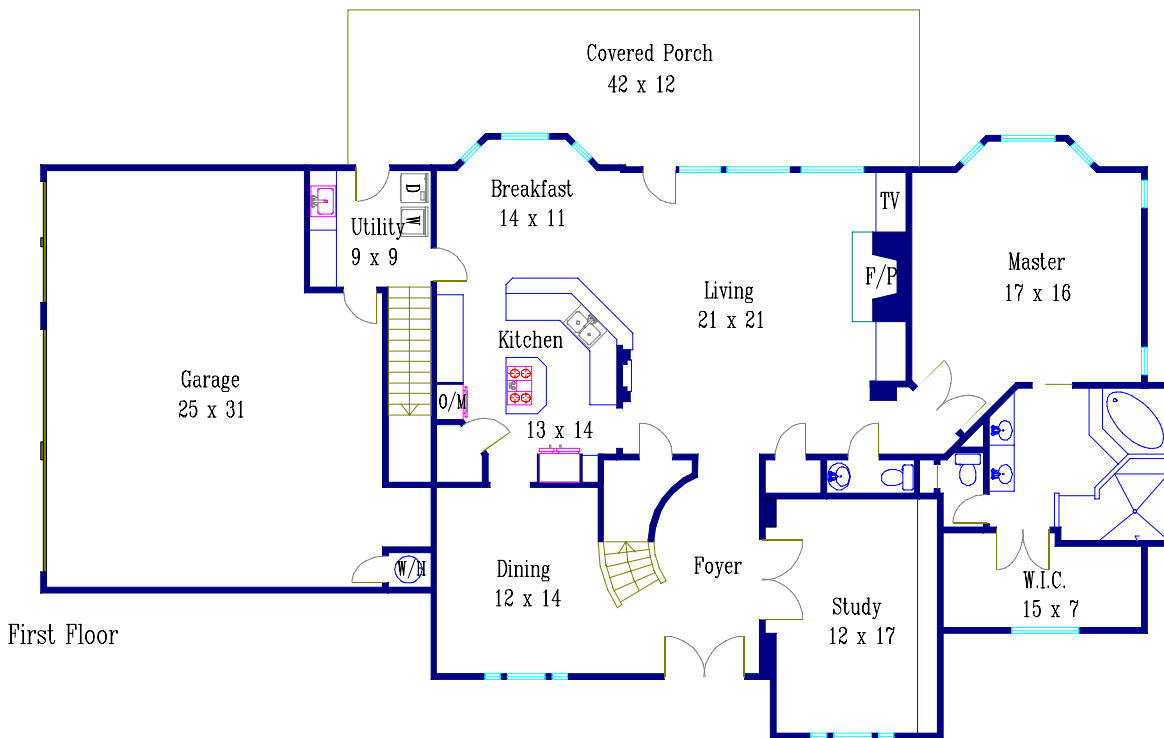 Covered Porch
42 x 12
Breakfast
14 x 11
D
W
Utility
9 x 9
TV
F/P
Master
17 x 16
Living
21 x 21
Kitchen
13 x 14
O/M
Garage
25 x 31
W/H
Dining
12 x 14
Foyer
Study
12 x 17
W.I.C.
15 x 7
First Floor